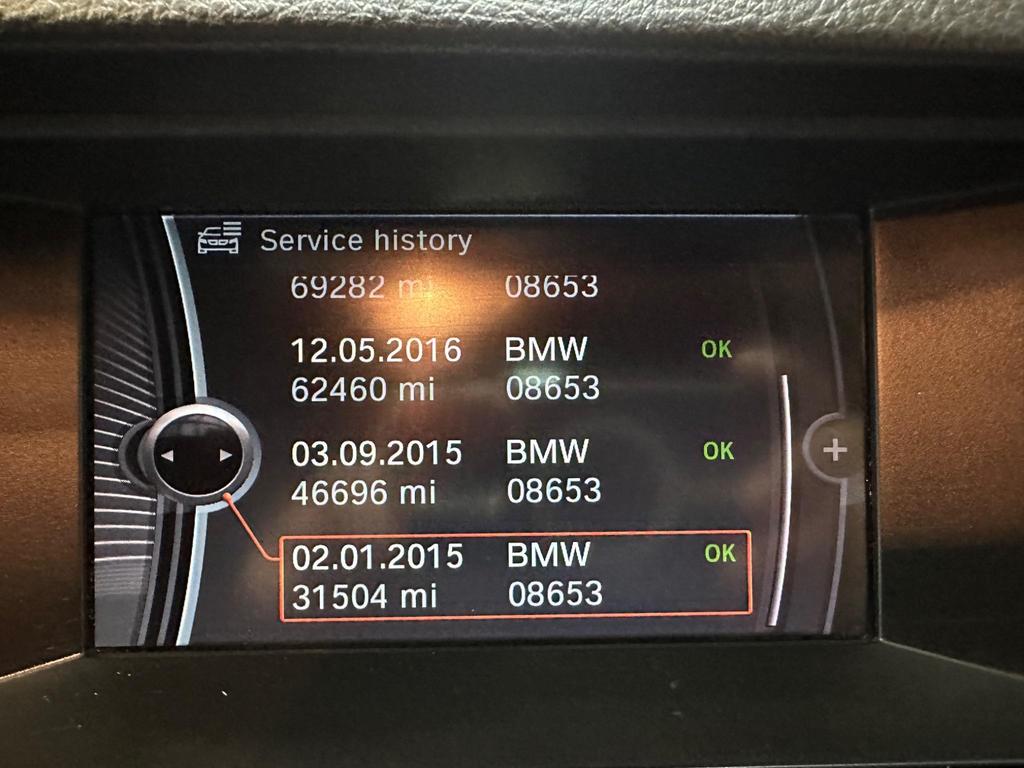 Service history
69282 mi 08653
12.05.2016 BMW OK
62460 mi 08653
03.09.2015 BMW OK
46696 mi 08653
02.01.2015 BMW OK
31504 mi 08653